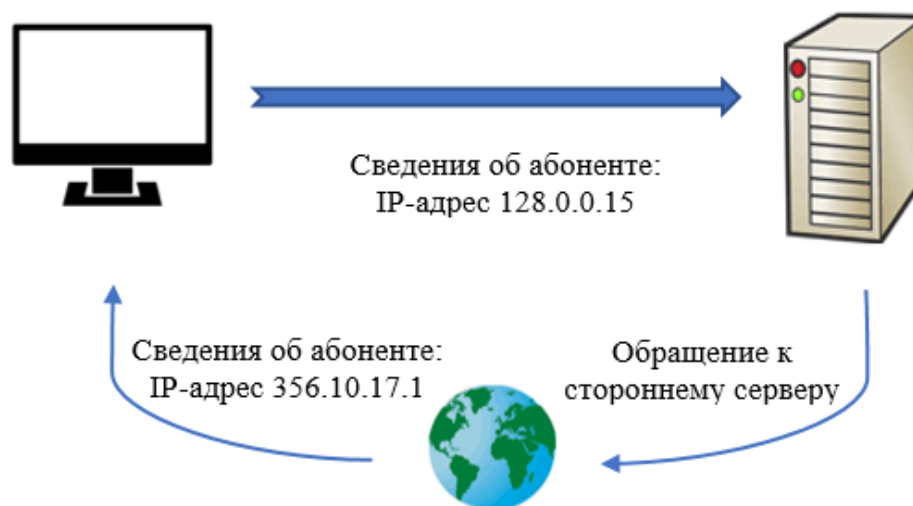 Сведения об абоненте:
IP-адрес 128.0.0.15
Сведения об абоненте:
IP-адрес 356.10.17.1
Обращение к
стороннему серверу